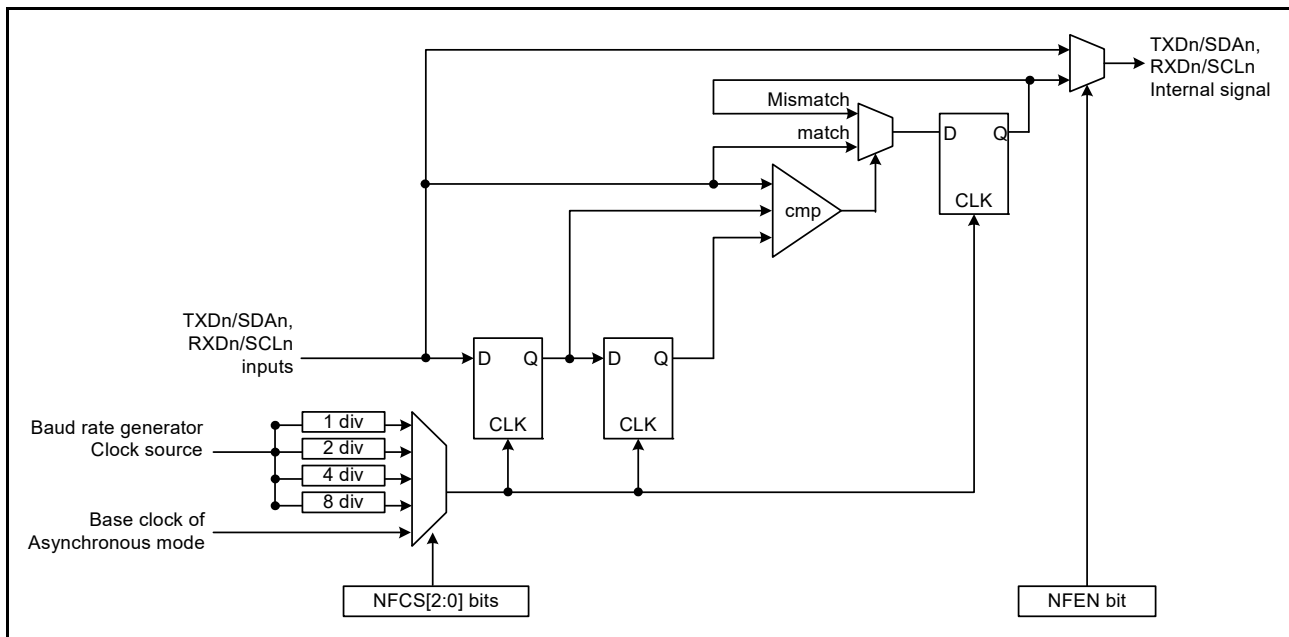 TXDn/SDAn,
RXDn/SCLn
Internal signal
Mismatch
match
D
Q
CLK
cmp
TXDn/SDAn,
RXDn/SCLn
inputs
D
Q
CLK
D
Q
CLK
Baud rate generator
Clock source
1 div
2 div
4 div
8 div
Base clock of
Asynchronous mode
NFCS[2:0] bits
NFEN bit